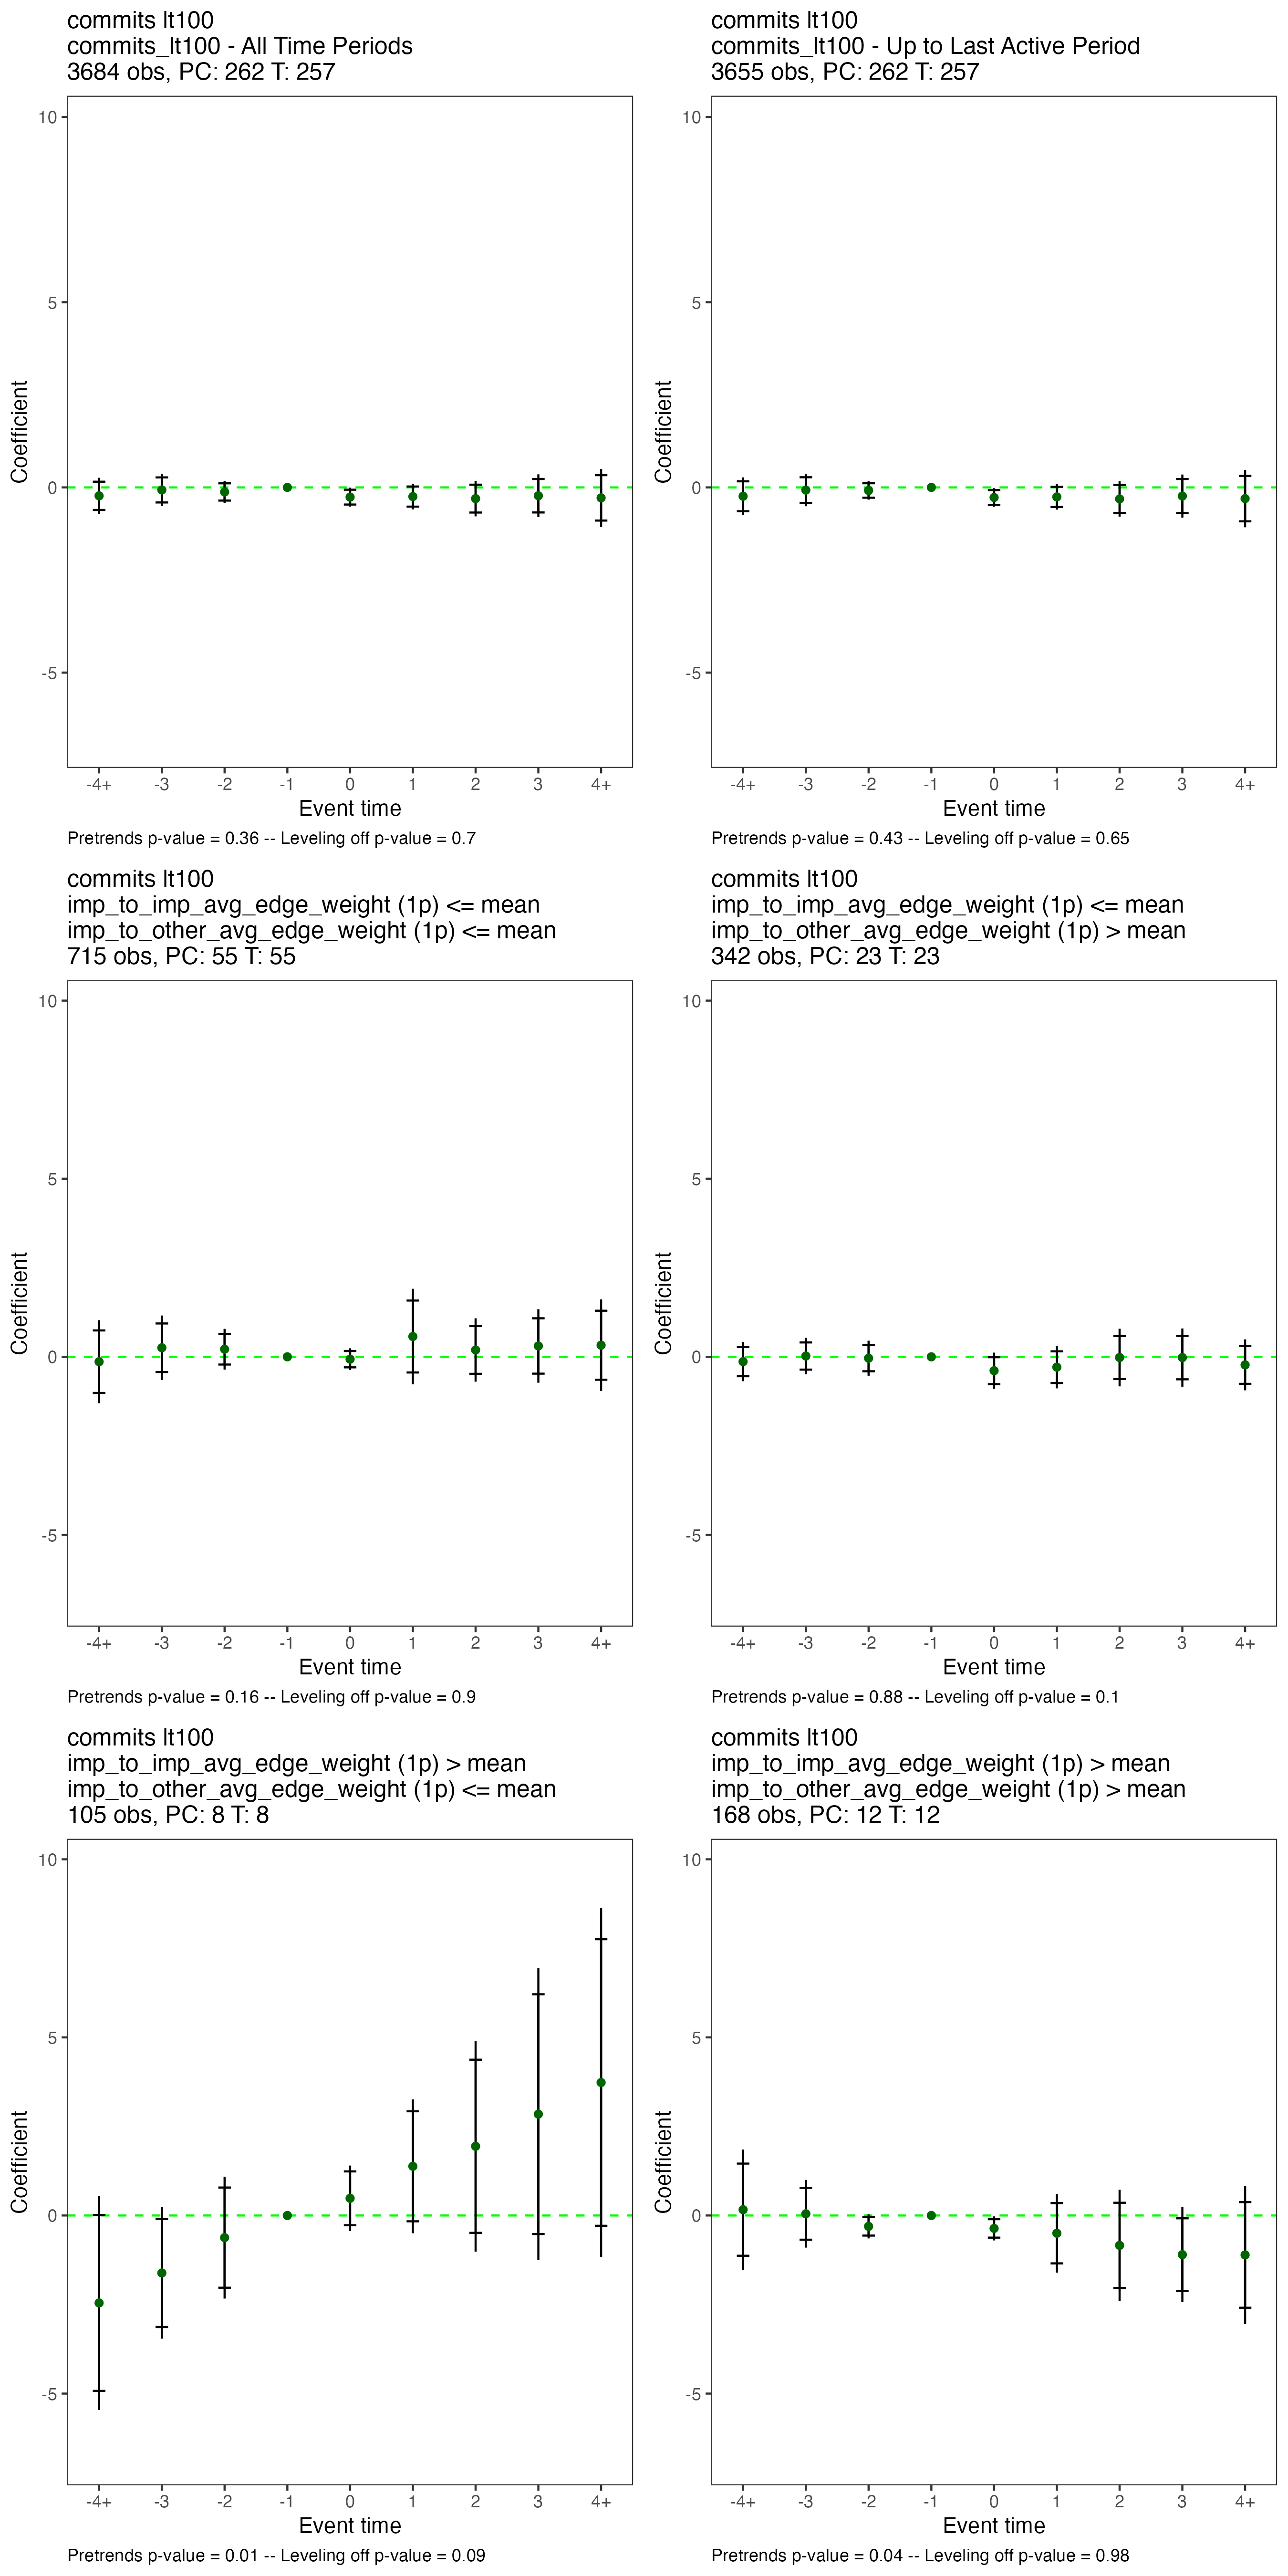 commits lt100
commits_lt100 - All Time Periods
3684 obs, PC: 262 T: 257
10
5
0
-5
Coefficient
-4+ -3 -2 -1 0 1 2 3 4+
Event time
Pretrends p-value = 0.36 -- Leveling off p-value = 0.7
commits lt100
commits_lt100 - Up to Last Active Period
3655 obs, PC: 262 T: 257
10
5
0
-5
Coefficient
-4+ -3 -2 -1 0 1 2 3 4+
Event time
Pretrends p-value = 0.43 -- Leveling off p-value = 0.65
commits lt100
imp_to_imp_avg_edge_weight (1p) <= mean
imp_to_other_avg_edge_weight (1p) <= mean
715 obs, PC: 55 T: 55
10
5
0
-5
Coefficient
-4+ -3 -2 -1 0 1 2 3 4+
Event time
Pretrends p-value = 0.16 -- Leveling off p-value = 0.9
commits lt100
imp_to_imp_avg_edge_weight (1p) <= mean
imp_to_other_avg_edge_weight (1p) > mean
342 obs, PC: 23 T: 23
10
5
0
-5
Coefficient
-4+ -3 -2 -1 0 1 2 3 4+
Event time
Pretrends p-value = 0.88 -- Leveling off p-value = 0.1
commits lt100
imp_to_imp_avg_edge_weight (1p) > mean
imp_to_other_avg_edge_weight (1p) <= mean
105 obs, PC: 8 T: 8
10
5
0
-5
Coefficient
-4+ -3 -2 -1 0 1 2 3 4+
Event time
Pretrends p-value = 0.01 -- Leveling off p-value = 0.09
commits lt100
imp_to_imp_avg_edge_weight (1p) > mean
imp_to_other_avg_edge_weight (1p) > mean
168 obs, PC: 12 T: 12
10
5
0
-5
Coefficient
-4+ -3 -2 -1 0 1 2 3 4+
Event time
Pretrends p-value = 0.04 -- Leveling off p-value = 0.98